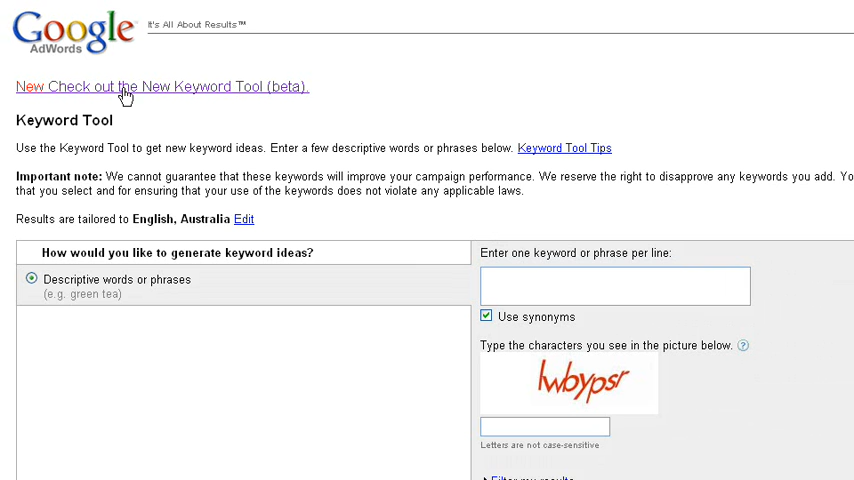 Google
AdWords
It's All About Results™
New Check out the New Keyword Tool (beta).
Keyword Tool
Use the Keyword Tool to get new keyword ideas. Enter a few descriptive words or phrases below. Keyword Tool Tips
Important note: We cannot guarantee that these keywords will improve your campaign performance. We reserve the right to disapprove any keywords you add. Yo
that you select and for ensuring that your use of the keywords does not violate any applicable laws.
Results are tailored to English, Australia Edit
How would you like to generate keyword ideas?
Descriptive words or phrases
(e.g. green tea)
Enter one keyword or phrase per line:
Use synonyms
Type the characters you see in the picture below. ?
lwbypsr
Letters are not case-sensitive
Filter my results